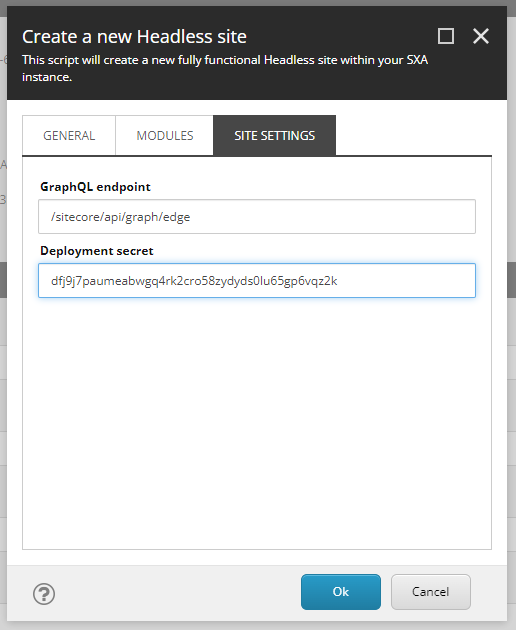 Create a new Headless site
This script will create a new fully functional Headless site within your SXA
instance.
GENERAL
MODULES
SITE SETTINGS
GraphQL endpoint
/sitecore/api/graph/edge
Deployment secret
dfj9j7paumeabwgq4rk2cro58zydyds0lu65gp6vqz2k
?
Ok
Cancel